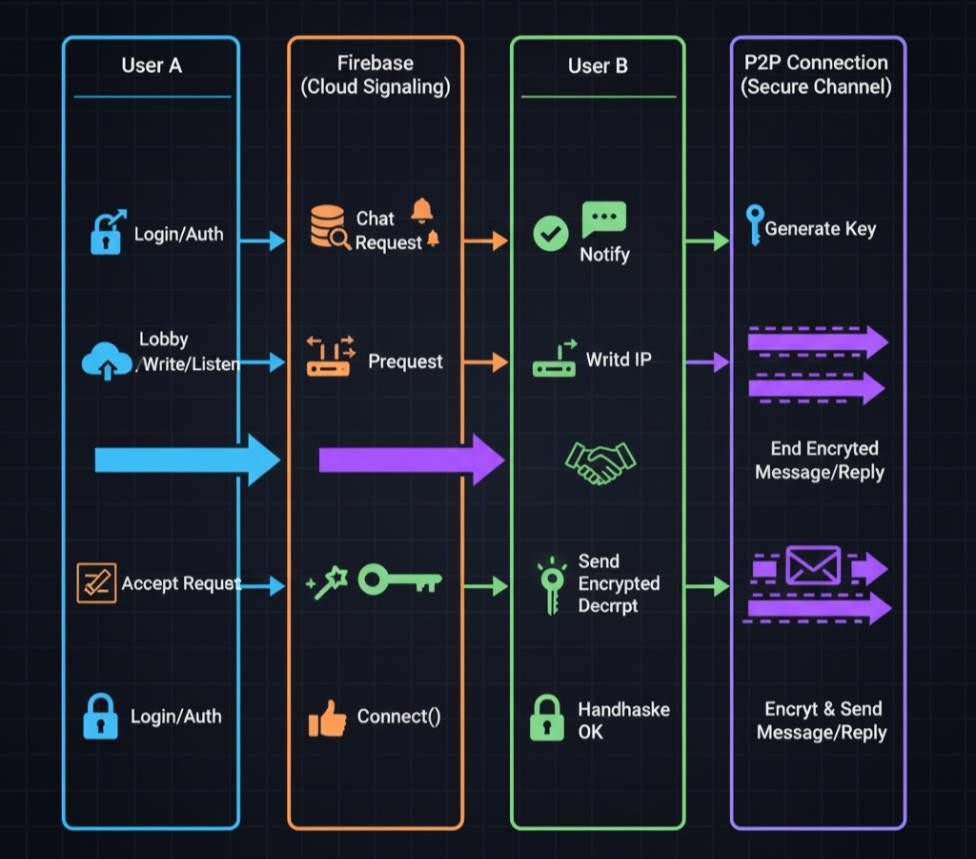 User A
Firebase
(Cloud Signaling)
User B
P2P Connection
(Secure Channel)
Login/Auth
Chat
Request
Notify
Generate Key
Lobby
/Write/Listen
Prequest
Writd IP
End Encryted
Message/Reply
Accept Requet
Send
Encrypted
Decrrpt
Login/Auth
Connect()
Handhaske
OK
Encryt & Send
Message/Reply